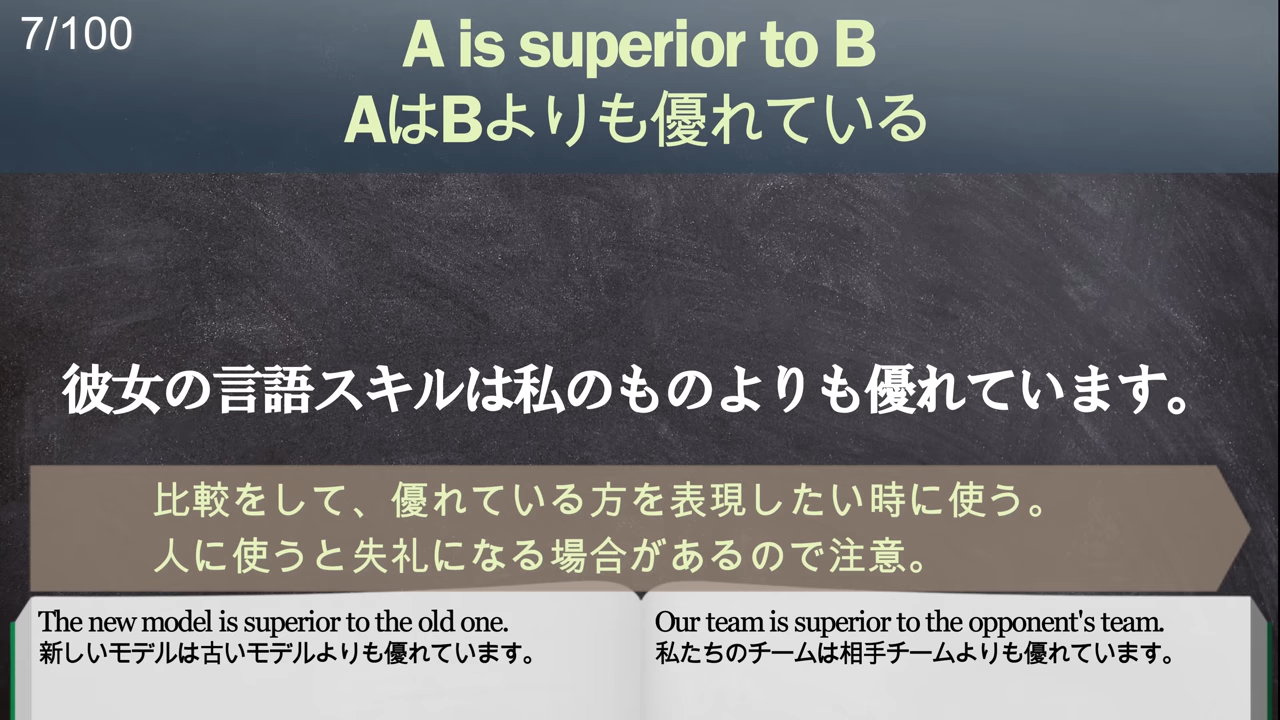 7/100
A is superior to B
AはBよりも優れている
彼女の言語スキルは私のものよりも優れています。
比較をして、優れている方を表現したい時に使う。
人に使うと失礼になる場合があるので注意。
The new model is superior to the old one.
新しいモデルは古いモデルよりも優れています。
Our team is superior to the opponent's team.
私たちのチームは相手チームよりも優れています。